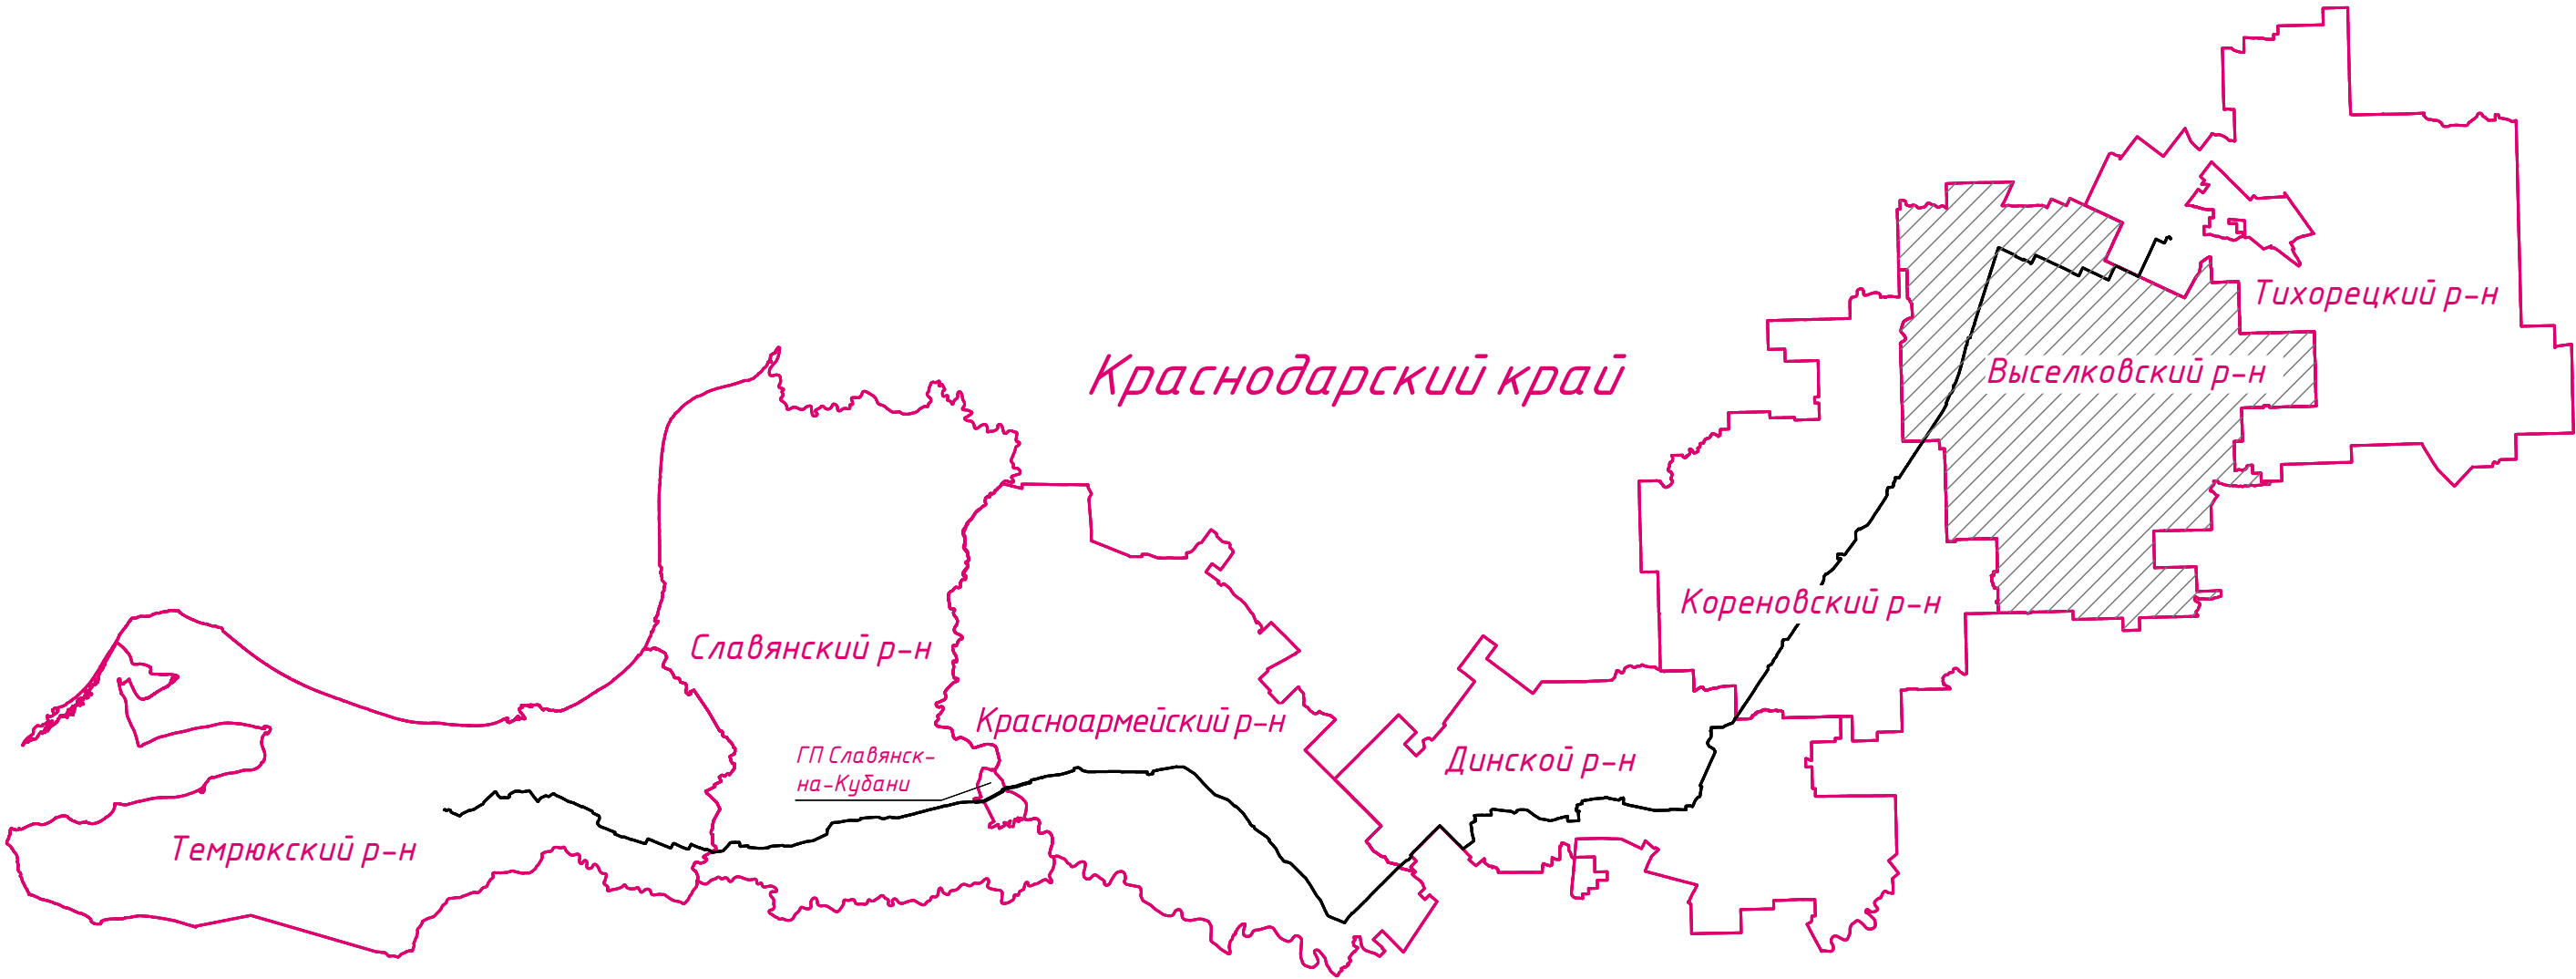 Краснодарский край
Тихорецкий р-н
Выселковский р-н
Кореновский р-н
Славянский р-н
Красноармейский р-н
ГП Славянск-
на-Кубани
Динской р-н
Темрюкский р-н